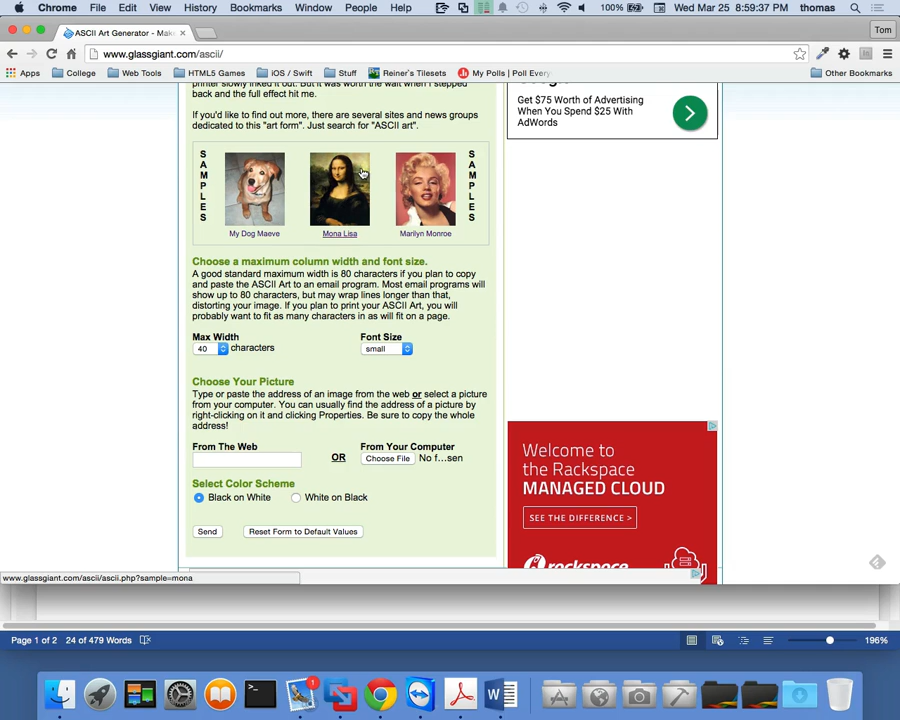 Chrome File Edit View History Bookmarks Window People Help 100% Wed Mar 25 8:59:37 PM thomas
ASCII Art Generator - Mak Tom
www.glassgiant.com/ascii/
Apps College Web Tools HTML5 Games iOS / Swift Stuff Reiner's Tilesets My Polls | Poll Every Other Bookmarks
back and the full effect hit me.
If you'd like to find out more, there are several sites and news groups
dedicated to this "art form". Just search for "ASCII art".
SAMPLES
My Dog Maeve Mona Lisa Marilyn Monroe
SAMPLES
Choose a maximum column width and font size.
A good standard maximum width is 80 characters if you plan to copy
and paste the ASCII Art to an email program. Most email programs will
show up to 80 characters, but may wrap lines longer than that,
distorting your image. If you plan to print your ASCII Art, you will
probably want to fit as many characters in as will fit on a page.
Max Width Font Size
40 characters small
Choose Your Picture
Type or paste the address of an image from the web or select a picture
from your computer. You can usually find the address of a picture by
right-clicking on it and clicking Properties. Be sure to copy the whole
address!
From The Web OR From Your Computer
Choose File No f...sen
Select Color Scheme
Black on White White on Black
Send Reset Form to Default Values
Get $75 Worth of Advertising
When You Spend $25 With
AdWords
Welcome to
the Rackspace
MANAGED CLOUD
SEE THE DIFFERENCE >
rackspace
www.glassgiant.com/ascii/ascii.php?sample=mona
Page 1 of 2 24 of 479 Words 196%
1